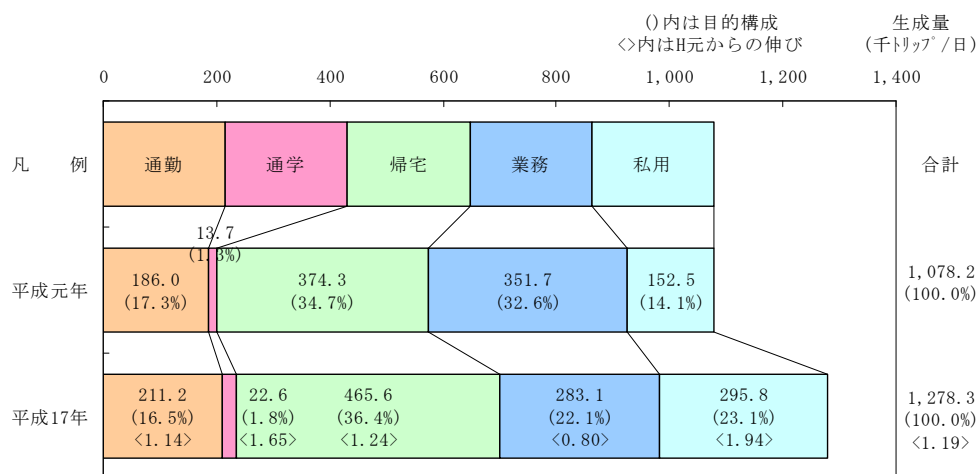 ()内は目的構成
<>内はH元からの伸び
生成量
(千ﾄﾘｯﾌﾟ/日)
0 200 400 600 800 1,000 1,200 1,400
凡 例 通勤 通学 帰宅 業務 私用 合計
13.7
(1.3%)
平成元年
186.0 374.3 351.7 152.5 1,078.2
(17.3%) (34.7%) (32.6%) (14.1%) (100.0%)
平成17年
211.2 22.6 465.6 283.1 295.8 1,278.3
(16.5%) (1.8%) (36.4%) (22.1%) (23.1%) (100.0%)
<1.14> <1.65> <1.24> <0.80> <1.94> <1.19>